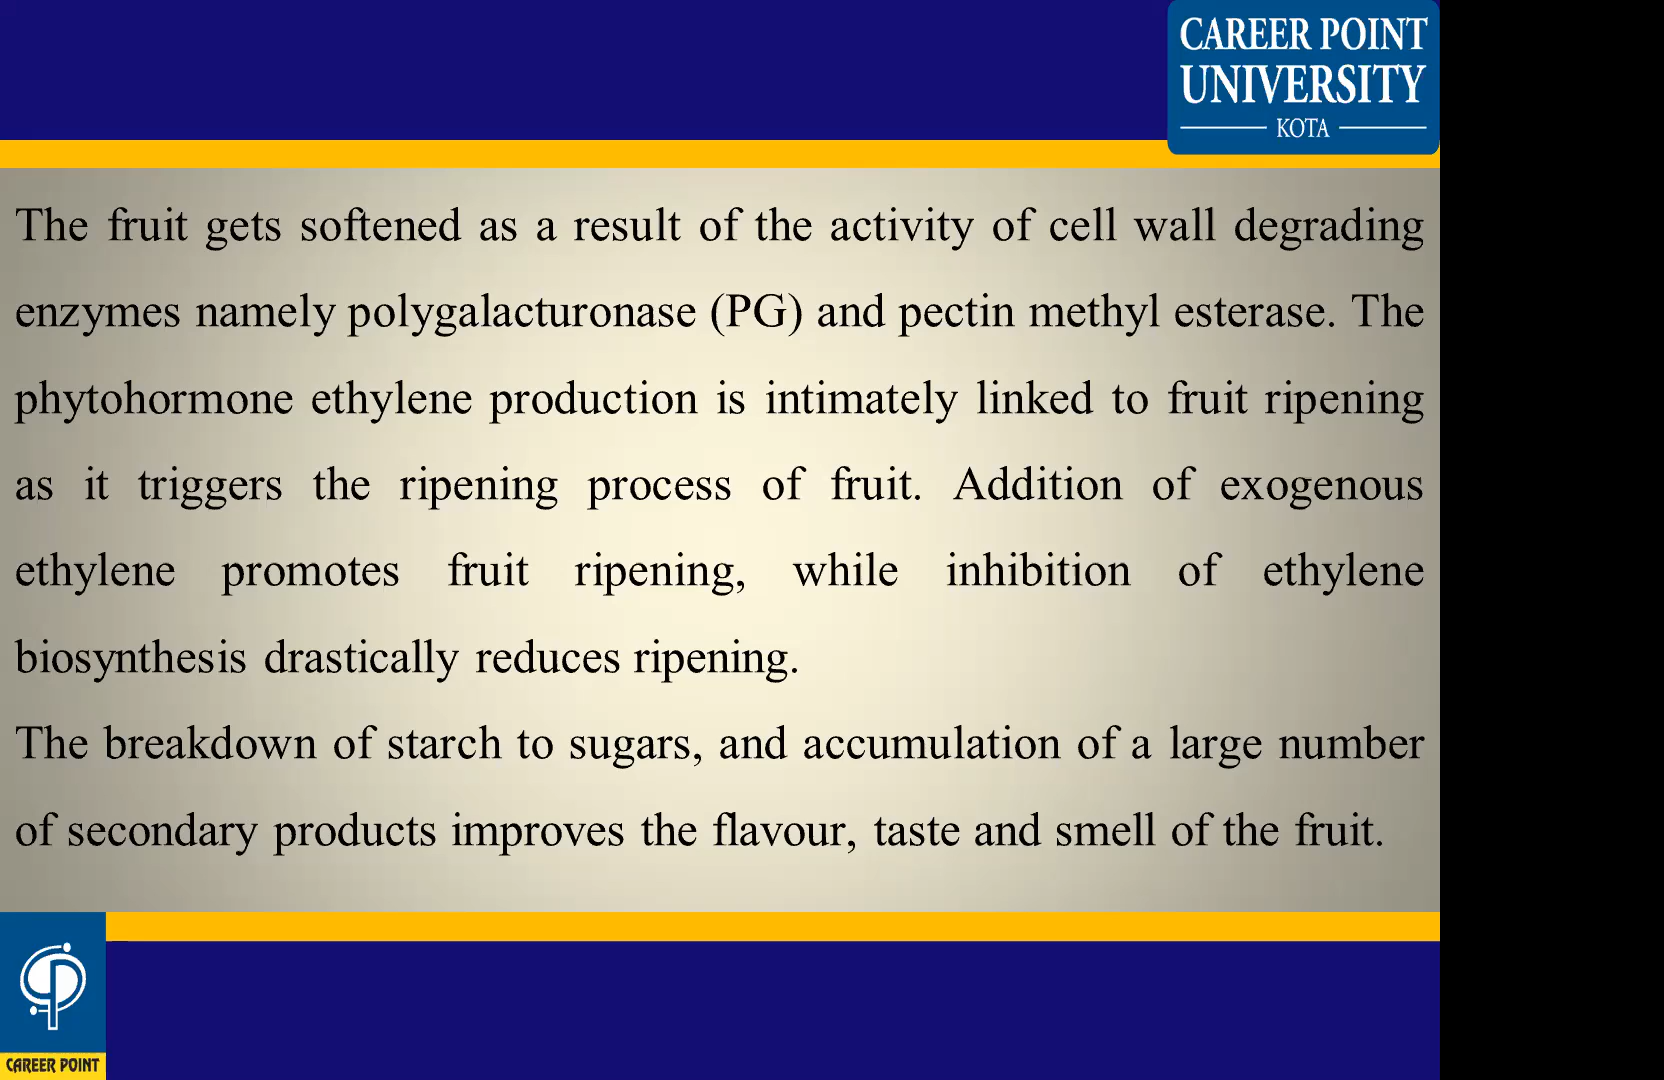 CAREER POINT
UNIVERSITY
KOTA
The fruit gets softened as a result of the activity of cell wall degrading
enzymes namely polygalacturonase (PG) and pectin methyl esterase. The
phytohormone ethylene production is intimately linked to fruit ripening
as it triggers the ripening process of fruit. Addition of exogenous
ethylene promotes fruit ripening, while inhibition of ethylene
biosynthesis drastically reduces ripening.
The breakdown of starch to sugars, and accumulation of a large number
of secondary products improves the flavour, taste and smell of the fruit.
CAREER POINT